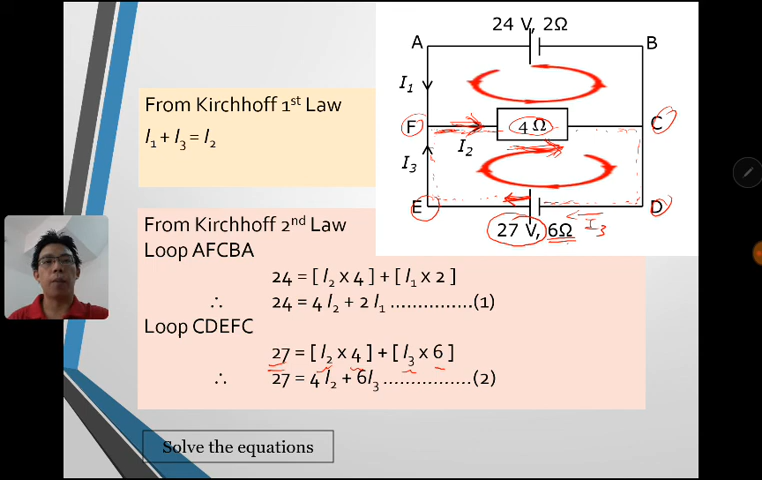 24 V, 2Ω
A
B
I₁
F
4 Ω
C
I₂
I₃
E
D
27 V, 6Ω
I₃
From Kirchhoff 1st Law
I₁ + I₃ = I₂
From Kirchhoff 2nd Law
Loop AFCBA
24 = [ I₂ x 4 ] + [ I₁ x 2 ]
∴ 24 = 4 I₂ + 2 I₁ ...............(1)
Loop CDEFC
27 = [ I₂ x 4 ] + [ I₃ x 6 ]
∴ 27 = 4 I₂ + 6I₃ ................(2)
Solve the equations